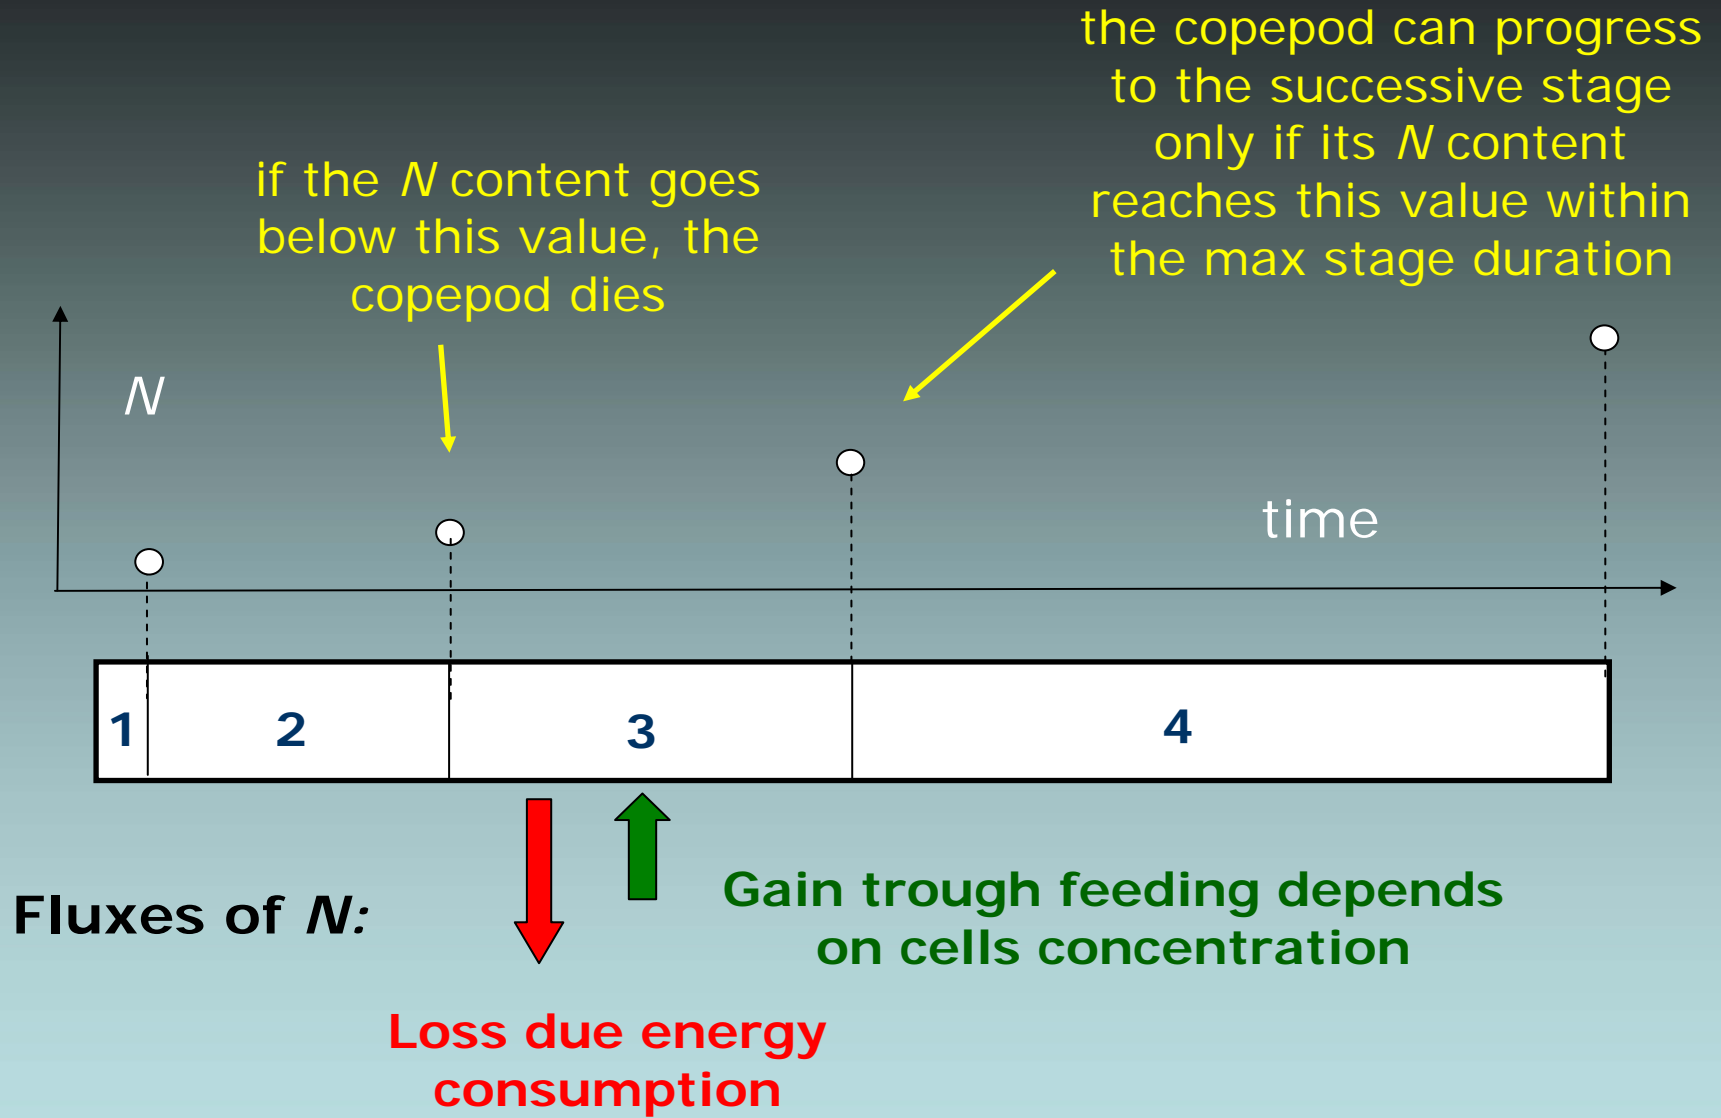 the copepod can progress
to the successive stage
only if its N content
reaches this value within
the max stage duration
if the N content goes
below this value, the
copepod dies
N
time
1 2 3 4
Fluxes of N:
Gain trough feeding depends
on cells concentration
Loss due energy
consumption